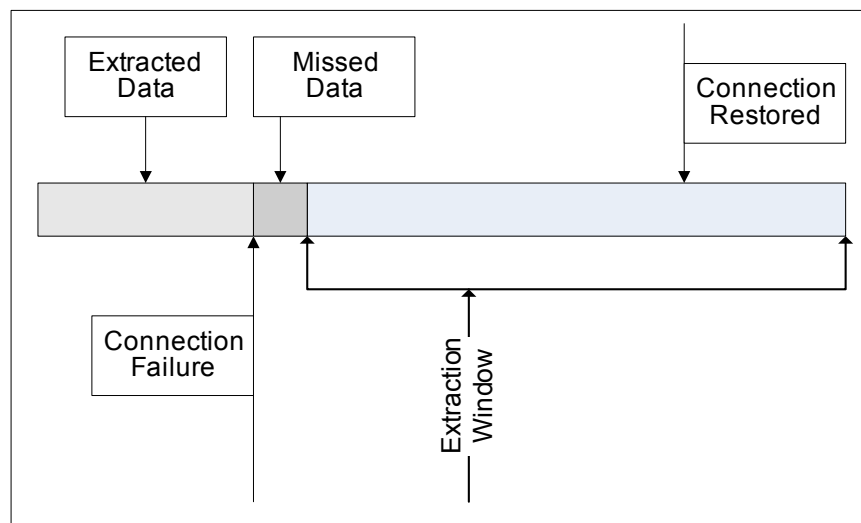 Extracted
Data
Missed
Data
Connection
Restored
Connection
Failure
Extraction
Window